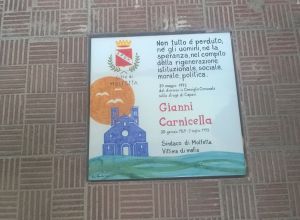 Non tutto è perduto,
né gli uomini, né la
speranza, nel compito
della rigenerazione
istituzionale, sociale,
morale, politica.
MOLFETTA
Gianni
Carnicella
Sindaco di Molfetta
Vittima di mafia